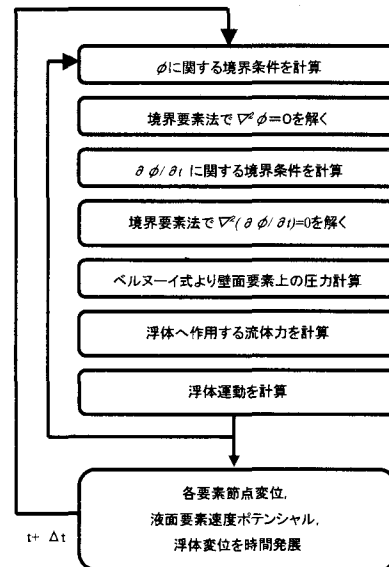 φに関する境界条件を計算
境界要素法で∇²φ=0を解く
∂φ/∂t に関する境界条件を計算
境界要素法で∇²(∂φ/∂t)=0を解く
ベルヌーイ式より壁面要素上の圧力計算
浮体へ作用する流体力を計算
浮体運動を計算
各要素節点変位,
液面要素速度ポテンシャル,
浮体変位を時間発展
t+ Δt